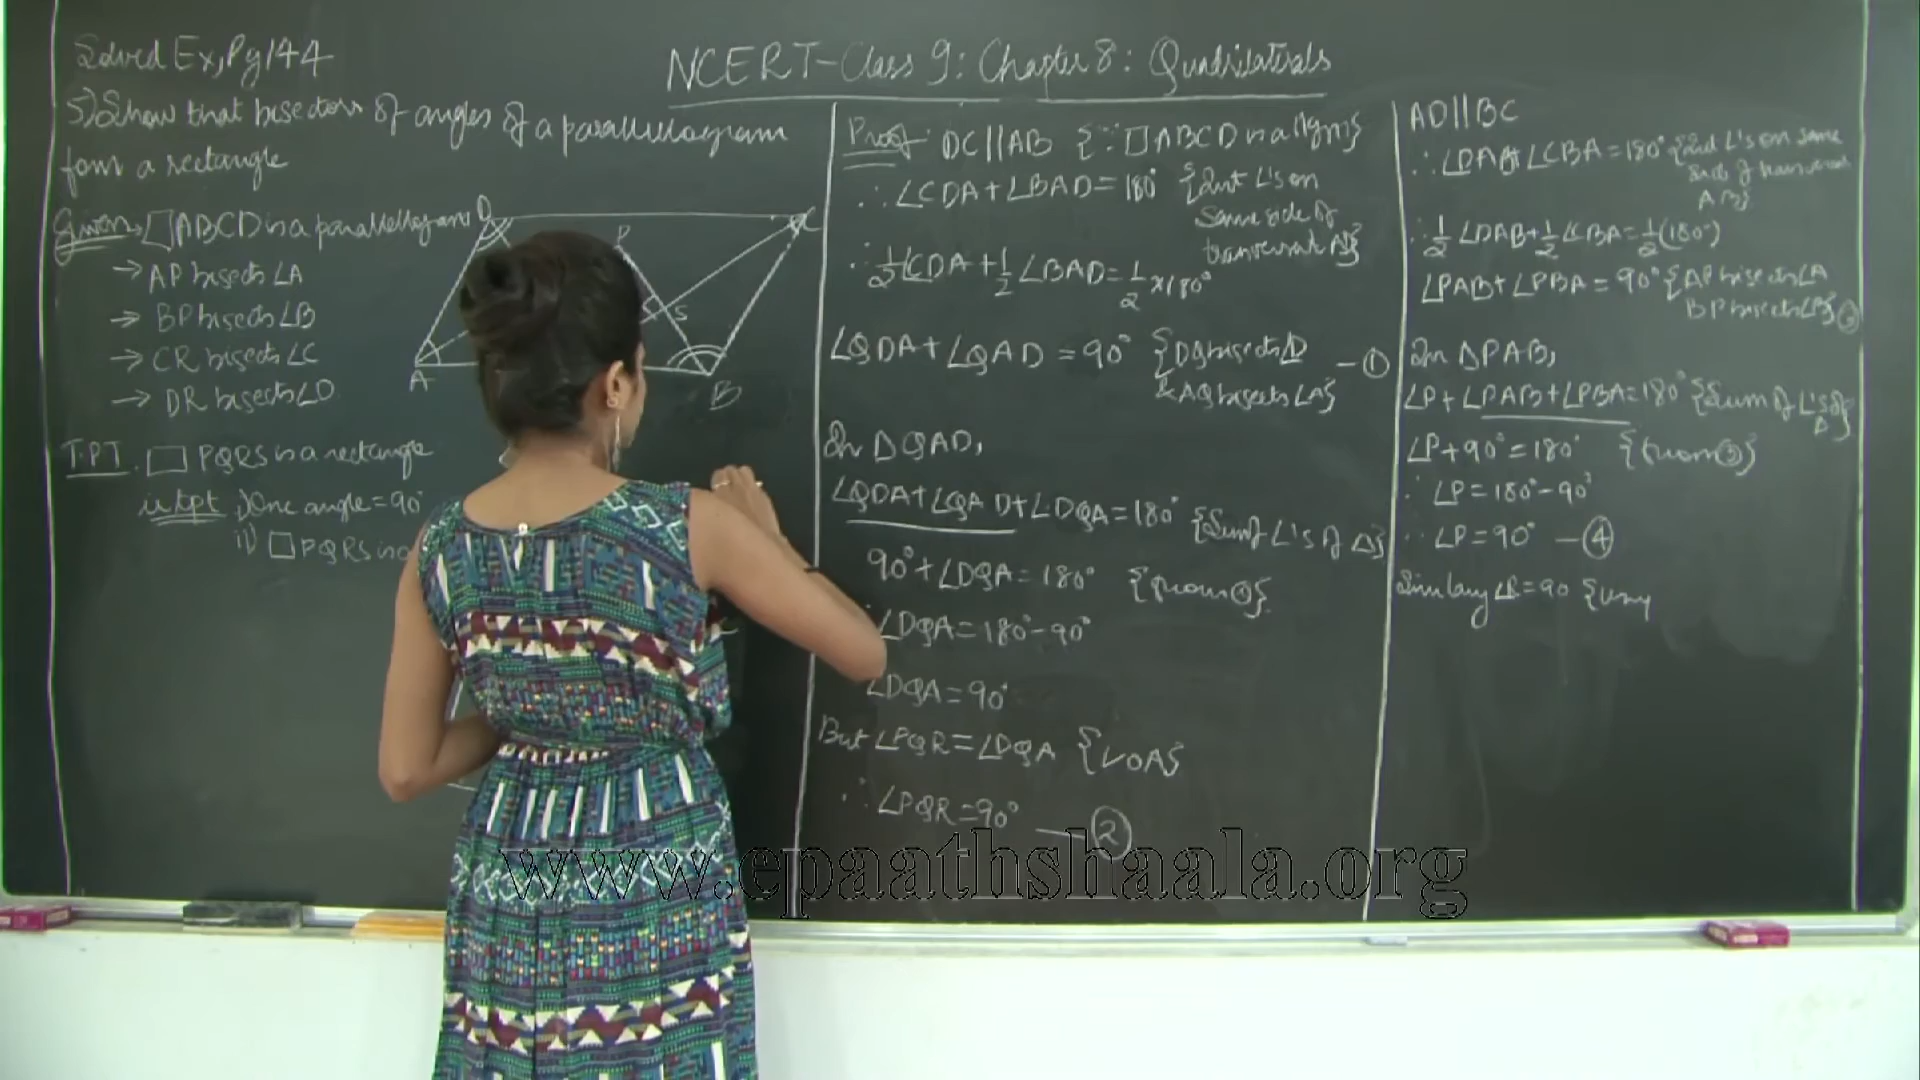 Solved Ex, Pg 144
NCERT-Class 9: Chapter 8: Quadrilaterals
5) Show that bisectors of angles of a parallellogram
form a rectangle
Given, □ABCD is a parallellogram
→ AP bisects ∠A
→ BP bisects ∠B
→ CR bisects ∠C
→ DR bisects ∠D
T.P.T. □ PQRS is a rectangle
i.e tpt i) One angle = 90°
ii) □ PQRS is a
D
C
P
S
A
B
Proof: DC||AB {∵ □ABCD is a ||gm}
∴ ∠CDA + ∠BAD = 180° {Int ∠'s on
same side of
transversal AD}
∴ 1/2 ∠CDA + 1/2 ∠BAD = 1/2 × 180°
∠QDA + ∠QAD = 90° {DQ bisects ∠D — ①
& AQ bisects ∠A}
In ΔQAD,
∠QDA + ∠QAD + ∠DQA = 180° {Sum of ∠'s of Δ}
90° + ∠DQA = 180° {from ①}
∠DQA = 180° - 90°
∠DQA = 90°
But ∠PQR = ∠DQA {VOA}
∴ ∠PQR = 90° — ②
AD||BC
∴ ∠DAB + ∠CBA = 180° {Int ∠'s on same
side of transversal
AB}
∴ 1/2 ∠DAB + 1/2 ∠CBA = 1/2 (180°)
∠PAB + ∠PBA = 90° {AP bisects ∠A
BP bisects ∠B} ③
In ΔPAB,
∠P + ∠PAB + ∠PBA = 180° {Sum of ∠'s of
Δ}
∠P + 90° = 180° {from ③}
∴ ∠P = 180° - 90°
∴ ∠P = 90° — ④
∠R = 90 {
www.epaathshaala.org